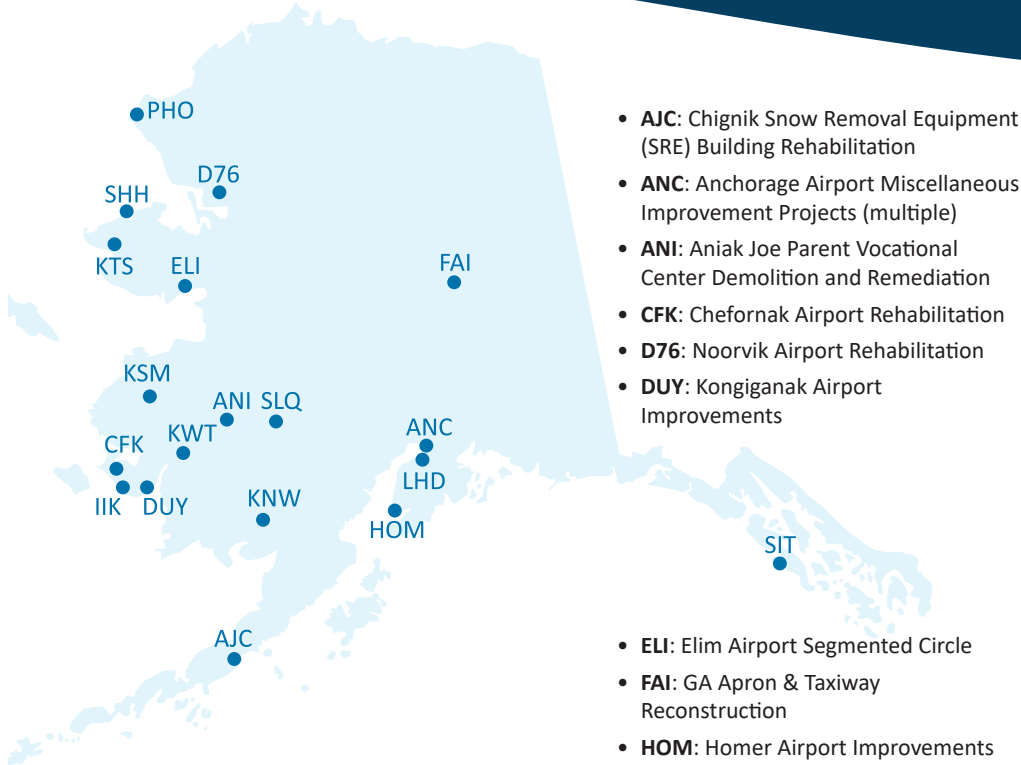 PHO
D76
SHH
KTS
ELI
FAI
KSM
ANI
SLQ
CFK
KWT
ANC
LHD
IIK
DUY
KNW
HOM
SIT
AJC
• AJC: Chignik Snow Removal Equipment
(SRE) Building Rehabilitation
• ANC: Anchorage Airport Miscellaneous
Improvement Projects (multiple)
• ANI: Aniak Joe Parent Vocational
Center Demolition and Remediation
• CFK: Chefornak Airport Rehabilitation
• D76: Noorvik Airport Rehabilitation
• DUY: Kongiganak Airport
Improvements
• ELI: Elim Airport Segmented Circle
• FAI: GA Apron & Taxiway
Reconstruction
• HOM: Homer Airport Improvements